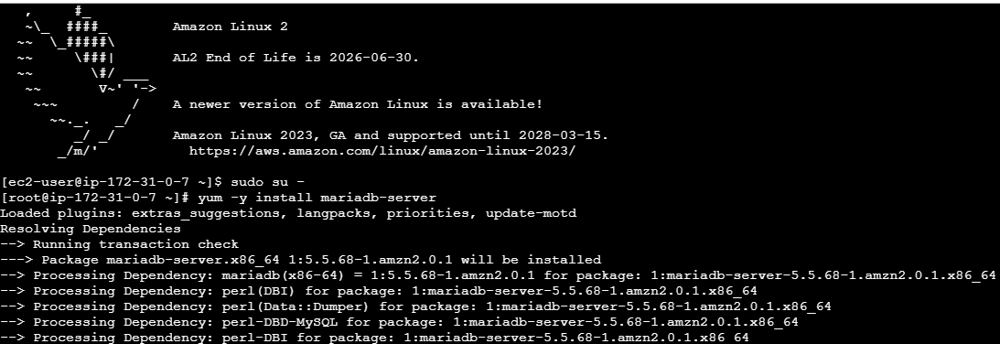 ,     #_
   ~\_  ####_        Amazon Linux 2
  ~~  \_#####\
  ~~     \###|       AL2 End of Life is 2026-06-30.
  ~~       \#/ ___
   ~~       V~' '->
    ~~~         /    A newer version of Amazon Linux is available!
      ~~._.   _/
         _/ _/       Amazon Linux 2023, GA and supported until 2028-03-15.
       _/m/'           https://aws.amazon.com/linux/amazon-linux-2023/
[ec2-user@ip-172-31-0-7 ~]$ sudo su -
[root@ip-172-31-0-7 ~]# yum -y install mariadb-server
Loaded plugins: extras_suggestions, langpacks, priorities, update-motd
Resolving Dependencies
--> Running transaction check
---> Package mariadb-server.x86_64 1:5.5.68-1.amzn2.0.1 will be installed
--> Processing Dependency: mariadb(x86-64) = 1:5.5.68-1.amzn2.0.1 for package: 1:mariadb-server-5.5.68-1.amzn2.0.1.x86_64
--> Processing Dependency: perl(DBI) for package: 1:mariadb-server-5.5.68-1.amzn2.0.1.x86_64
--> Processing Dependency: perl(Data::Dumper) for package: 1:mariadb-server-5.5.68-1.amzn2.0.1.x86_64
--> Processing Dependency: perl-DBD-MySQL for package: 1:mariadb-server-5.5.68-1.amzn2.0.1.x86_64
--> Processing Dependency: perl-DBI for package: 1:mariadb-server-5.5.68-1.amzn2.0.1.x86_64